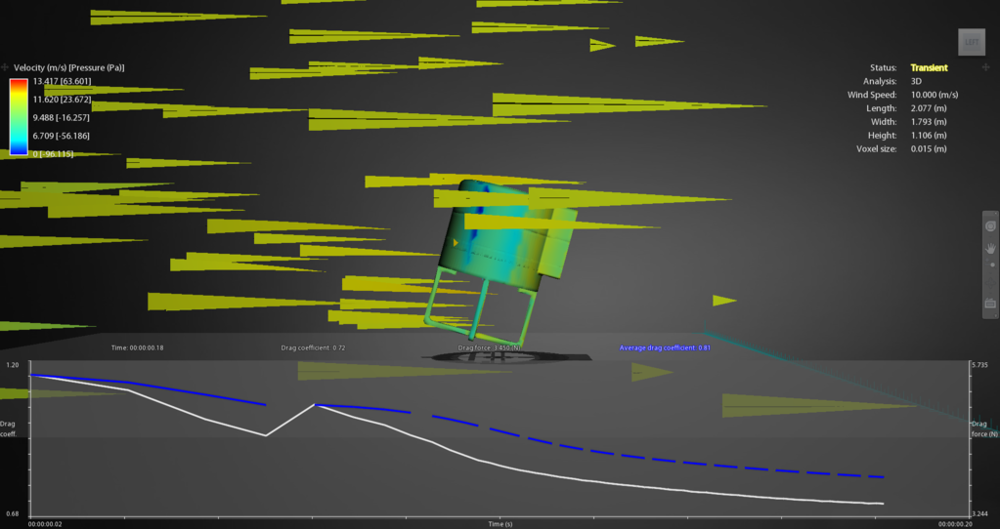 LEFT
Velocity (m/s) [Pressure (Pa)]
13.417 [63.601]
11.620 [23.672]
9.488 [-16.257]
6.709 [-56.186]
0 [-96.115]
Status: Transient
Analysis: 3D
Wind Speed: 10.000 (m/s)
Length: 2.077 (m)
Width: 1.793 (m)
Height: 1.106 (m)
Voxel size: 0.015 (m)
Time: 00:00:00.18
Drag coefficient: 0.72
Drag force: 3.450 (N)
Average drag coefficient: 0.81
1.20
5.735
Drag
coeff.
Drag
force (N)
0.68
3.244
00:00:00.02
Time (s)
00:00:00.20